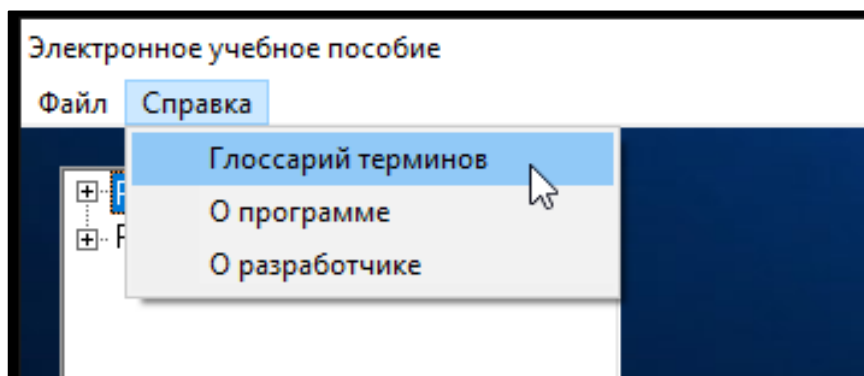 Электронное учебное пособие
Файл Справка
Глоссарий терминов
О программе
О разработчике